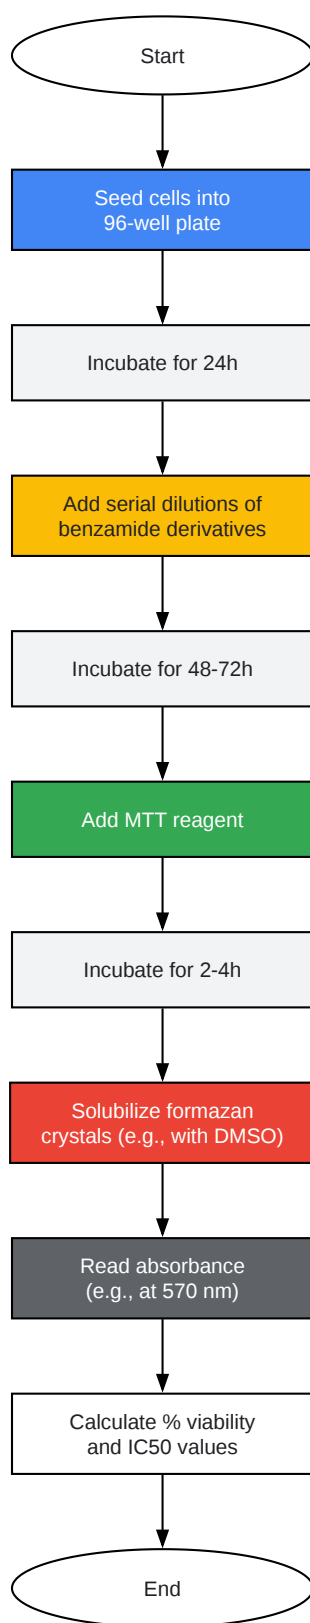 Start
Seed cells into
96-well plate
Incubate for 24h
Add serial dilutions of
benzamide derivatives
Incubate for 48-72h
Add MTT reagent
Incubate for 2-4h
Solubilize formazan
crystals (e.g., with DMSO)
Read absorbance
(e.g., at 570 nm)
Calculate % viability
and IC50 values
End